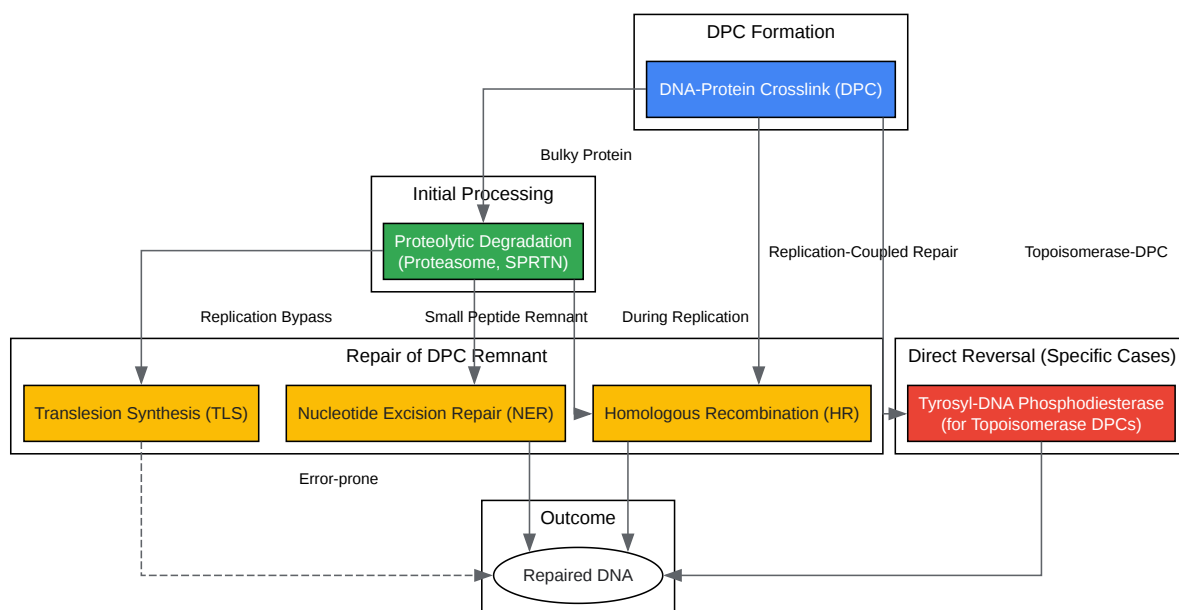 DPC Formation
DNA-Protein Crosslink (DPC)
Bulky Protein
Initial Processing
Proteolytic Degradation
(Proteasome, SPRTN)
Replication-Coupled Repair
Topoisomerase-DPC
Replication Bypass
Small Peptide Remnant
During Replication
Repair of DPC Remnant
Direct Reversal (Specific Cases)
Translesion Synthesis (TLS)
Nucleotide Excision Repair (NER)
Homologous Recombination (HR)
Tyrosyl-DNA Phosphodiesterase
(for Topoisomerase DPCs)
Error-prone
Outcome
Repaired DNA